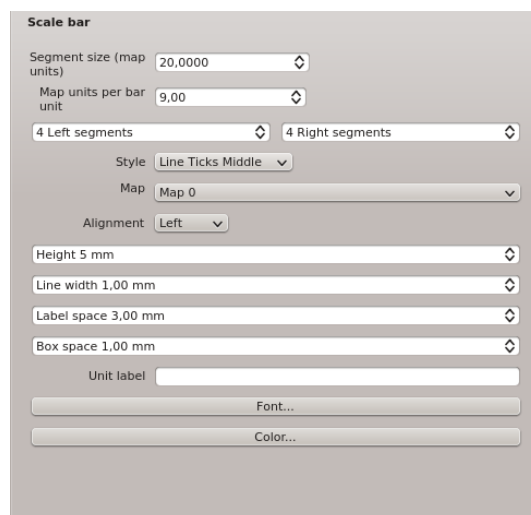 Scale bar
Segment size (map
units)
20,0000
Map units per bar
unit
9,00
4 Left segments
4 Right segments
Style
Line Ticks Middle
Map
Map 0
Alignment
Left
Height 5 mm
Line width 1,00 mm
Label space 3,00 mm
Box space 1,00 mm
Unit label
Font...
Color...